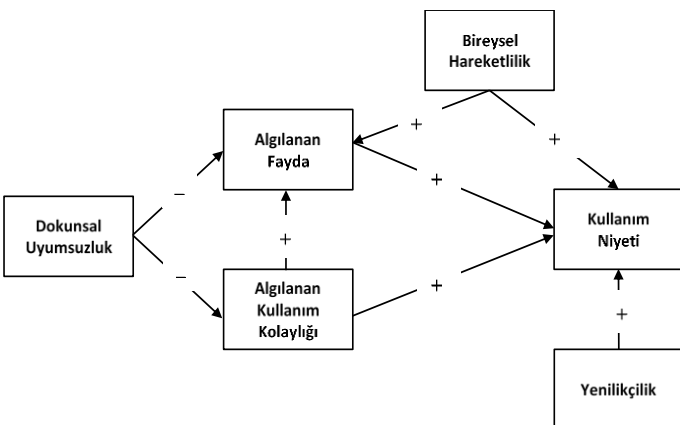 Bireysel
Hareketlilik
+
+
Algılanan
Fayda
+
−
Dokunsal
Uyumsuzluk
+
Kullanım
Niyeti
−
Algılanan
Kullanım
Kolaylığı
+
+
Yenilikçilik